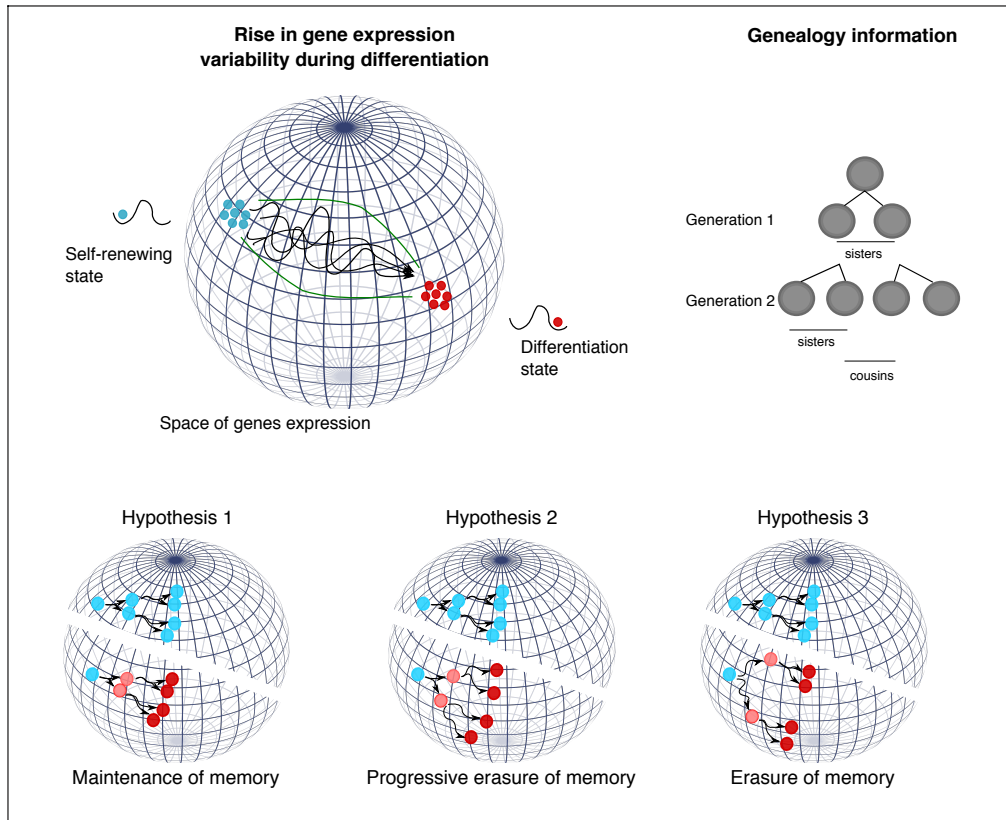 Rise in gene expression
variability during differentiation
Genealogy information
Self-renewing
state
Differentiation
state
Space of genes expression
Generation 1
sisters
Generation 2
sisters
cousins
Hypothesis 1
Hypothesis 2
Hypothesis 3
Maintenance of memory
Progressive erasure of memory
Erasure of memory